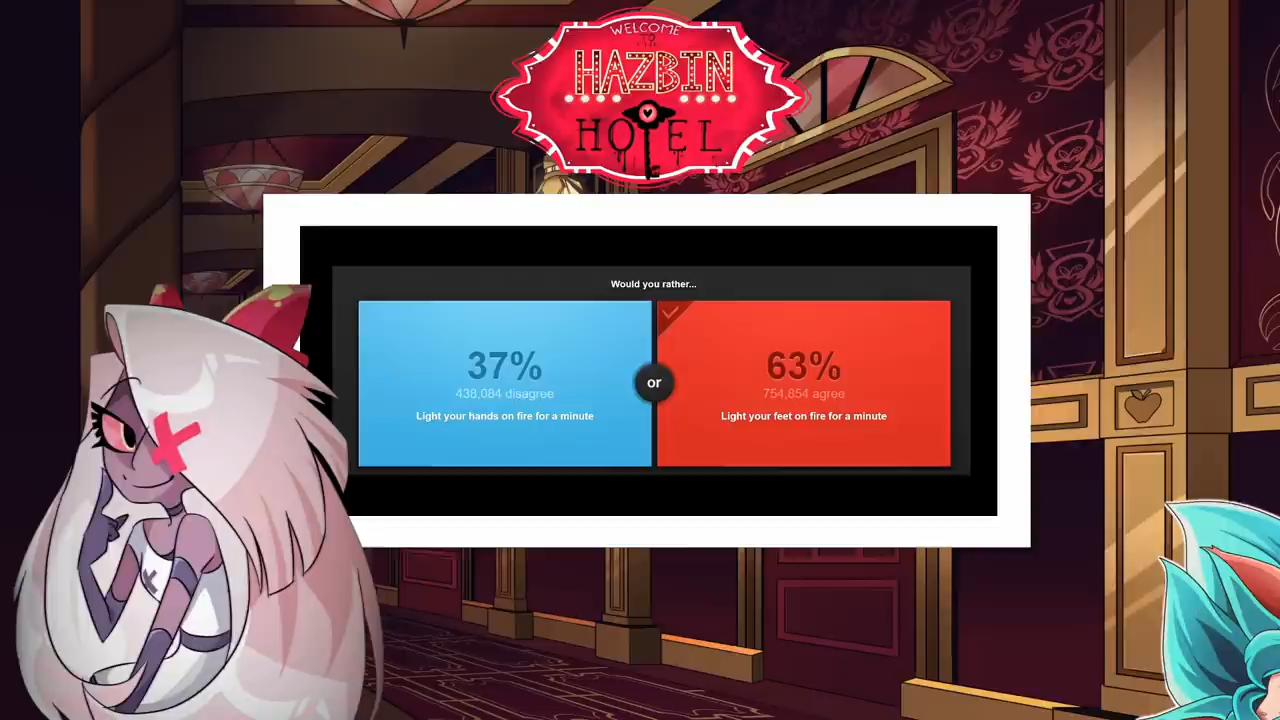 WELCOME
TO
HAZBIN
HOTEL
Would you rather...
37%
438,084 disagree
Light your hands on fire for a minute
or
63%
754,854 agree
Light your feet on fire for a minute